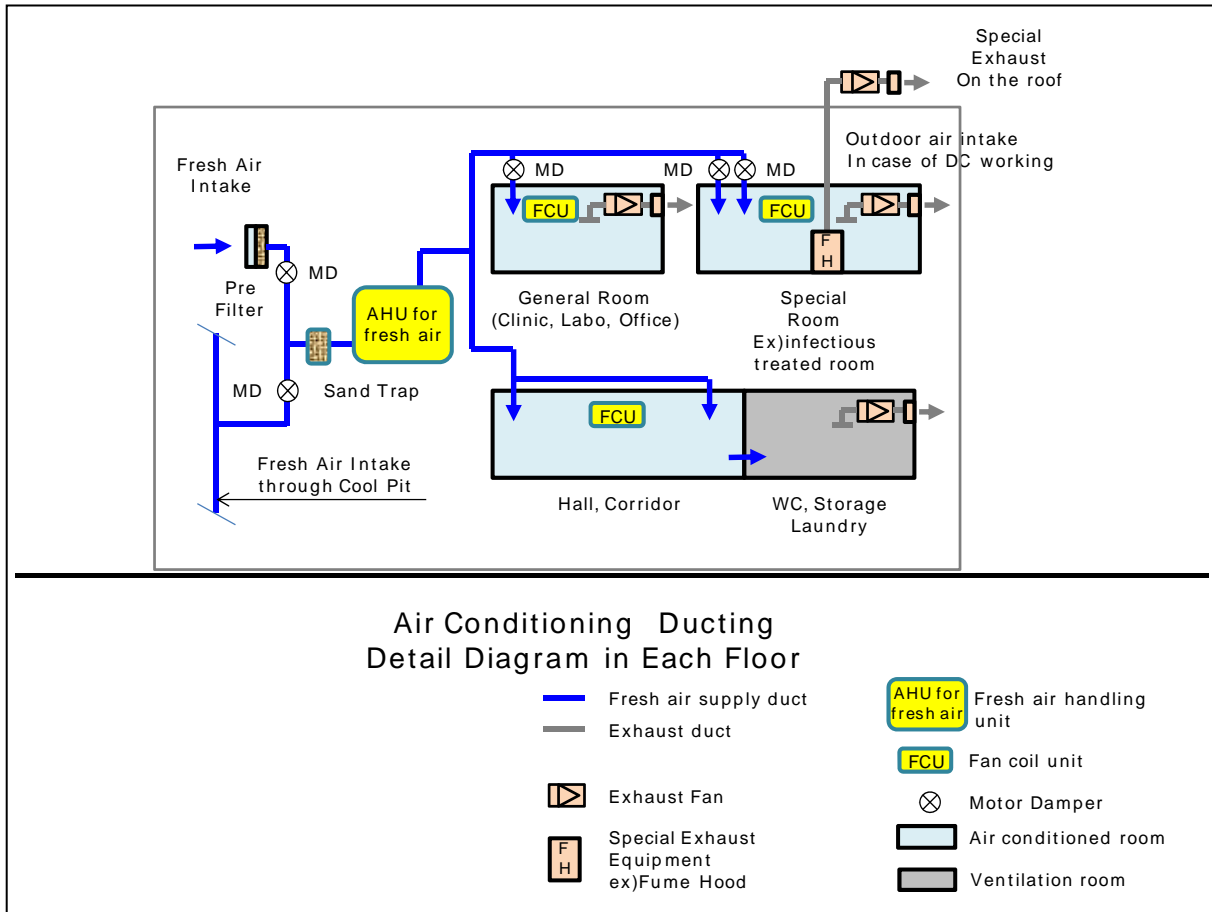 Special
Exhaust
On the roof
Outdoor air intake
In case of DC working
Fresh Air
Intake
MD
MD
MD
FCU
FCU
F
H
MD
Pre
Filter
AHU for
fresh air
General Room
(Clinic, Labo, Office)
Special
Room
Ex)infectious
treated room
MD
Sand Trap
FCU
Fresh Air Intake
through Cool Pit
Hall, Corridor
WC, Storage
Laundry
Air Conditioning Ducting
Detail Diagram in Each Floor
Fresh air supply duct
Exhaust duct
Exhaust Fan
F
H
Special Exhaust
Equipment
ex)Fume Hood
AHU for
fresh air
Fresh air handling
unit
FCU
Fan coil unit
Motor Damper
Air conditioned room
Ventilation room